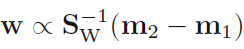 w ∝ S_W^{-1}(m_2 − m_1)